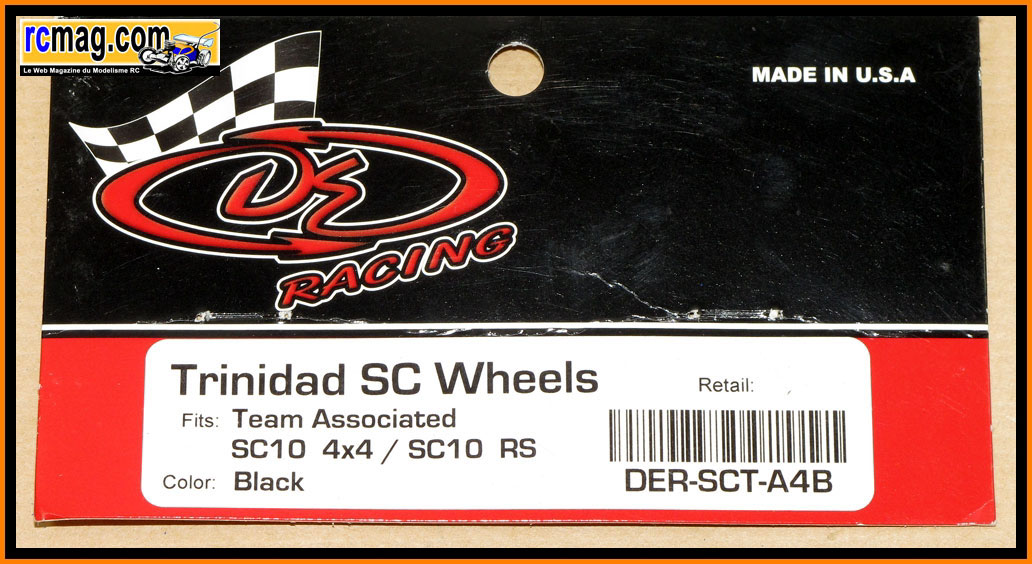 rcmag.com
Le Web Magazine du Modelisme RC
MADE IN U.S.A
DE
RACING
Trinidad SC Wheels
Retail:
Fits: Team Associated
SC10 4x4 / SC10 RS
Color: Black
DER-SCT-A4B